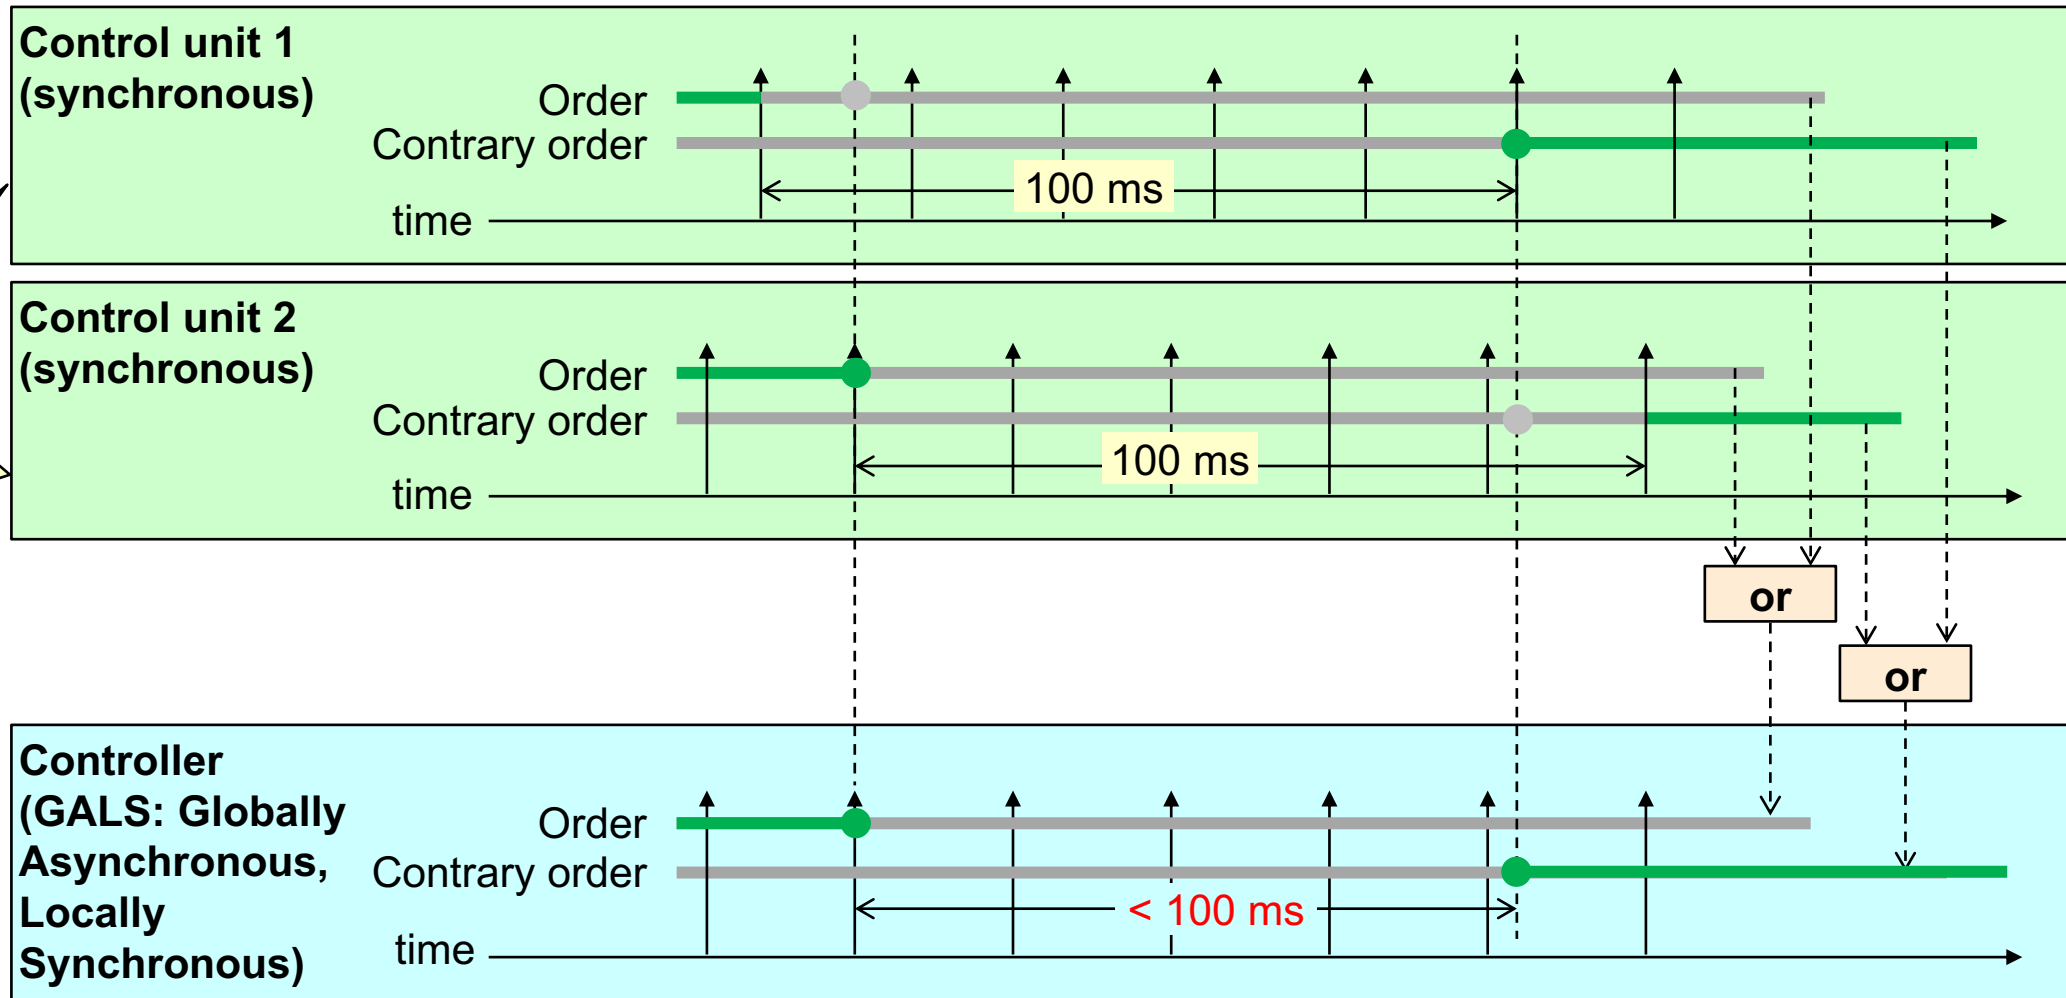 Control unit 1
(synchronous)
Order
Contrary order
100 ms
time
Control unit 2
(synchronous)
Order
Contrary order
100 ms
time
or
or
Controller
(GALS: Globally
Asynchronous,
Locally
Synchronous)
Order
Contrary order
< 100 ms
time